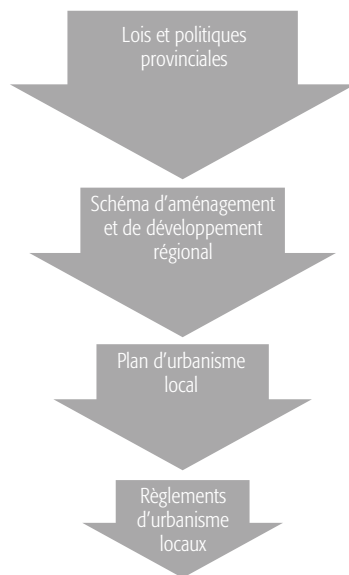 Lois et politiques
provinciales
Schéma d'aménagement
et de développement
régional
Plan d'urbanisme
local
Règlements
d'urbanisme
locaux